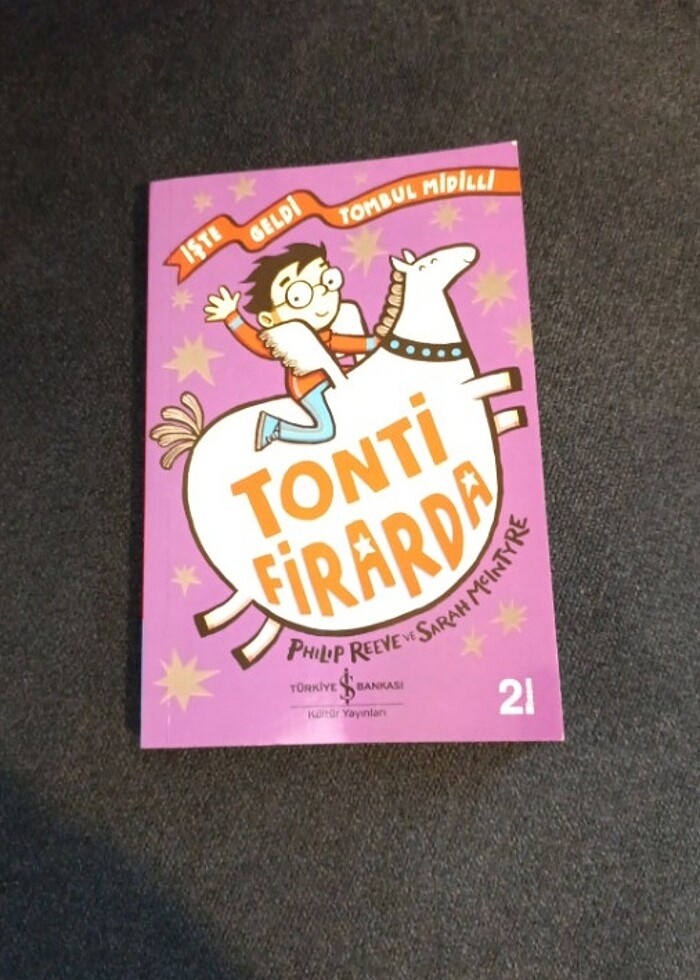 İŞTE GELDİ TOMBUL MİDİLLİ
TONTİ
FİRARDA
PHILIP REEVE VE SARAH McINTYRE
TÜRKİYE İŞ BANKASI
Kültür Yayınları
2